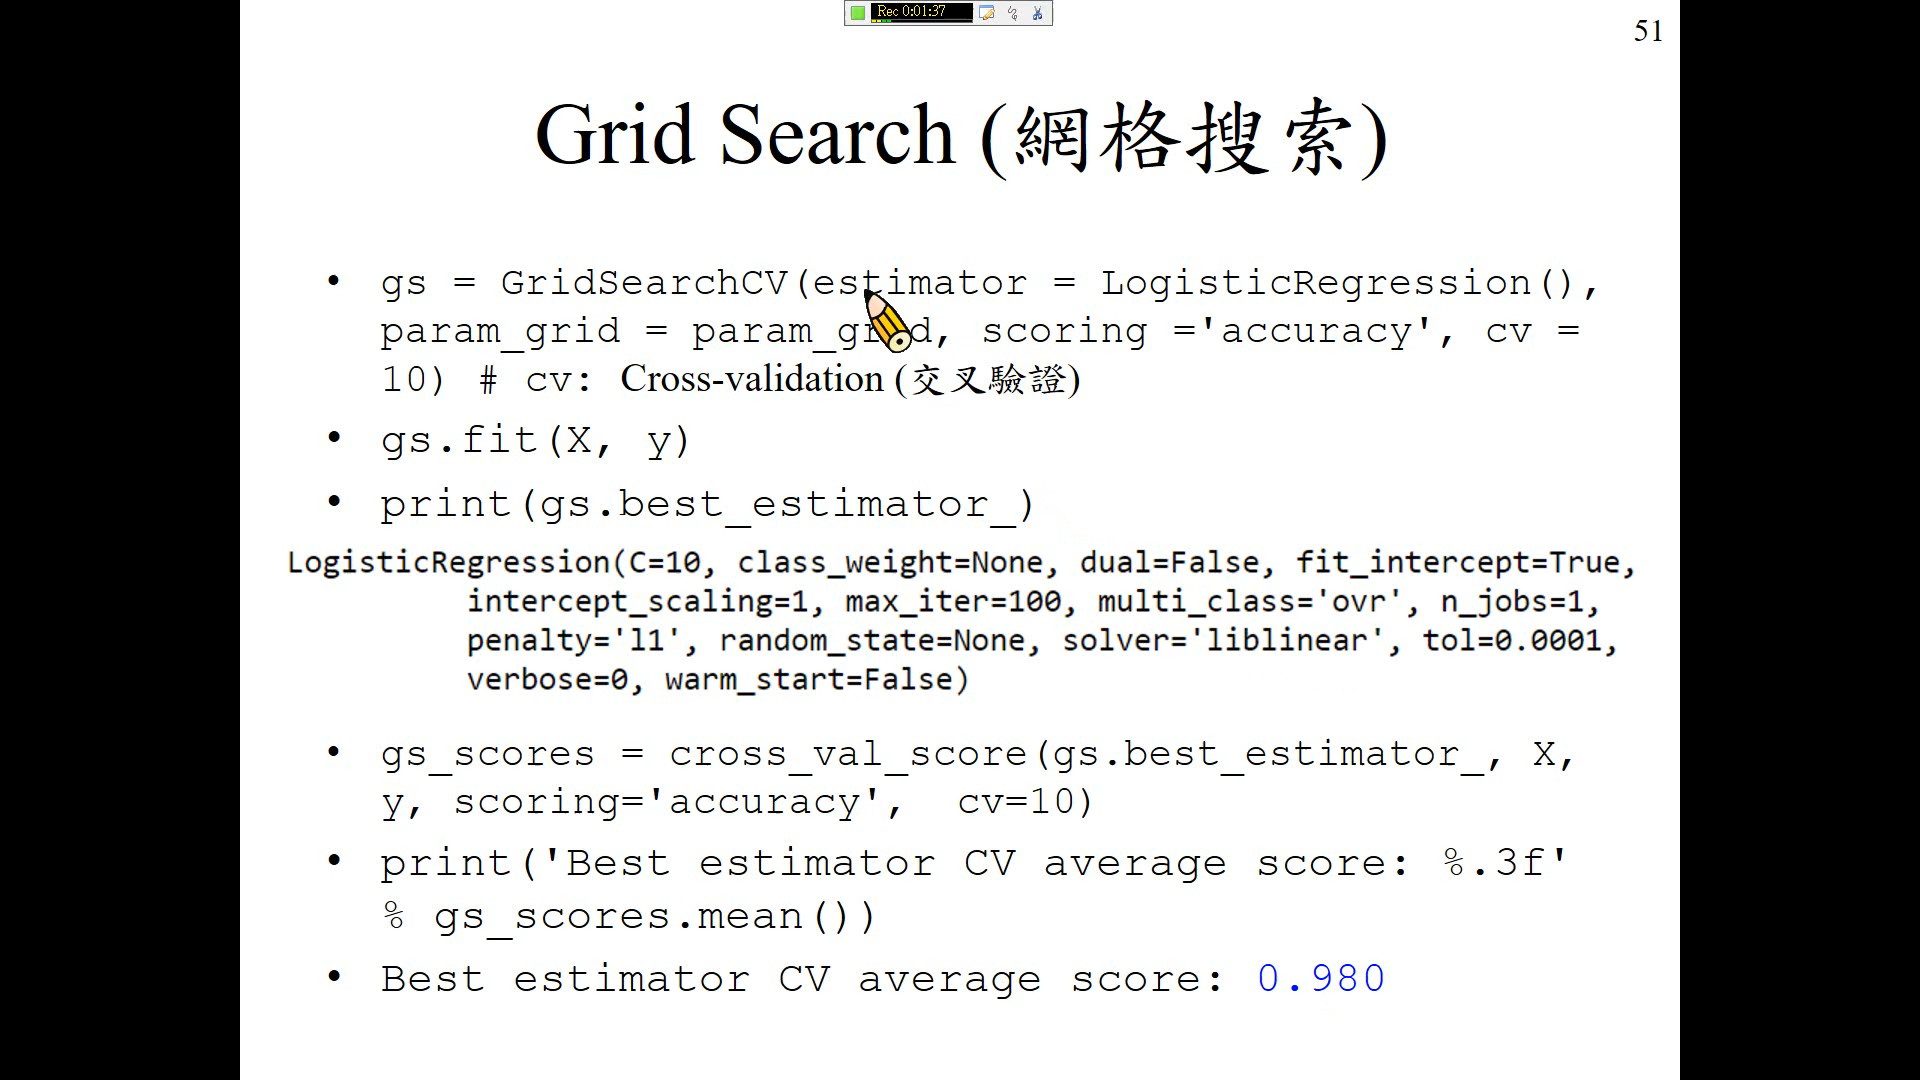 Rec 0:01:37
51
Grid Search (網格搜索)
• gs = GridSearchCV(estimator = LogisticRegression(),
param_grid = param_grid, scoring ='accuracy', cv =
10) # cv: Cross-validation (交叉驗證)
• gs.fit(X, y)
• print(gs.best_estimator_)
LogisticRegression(C=10, class_weight=None, dual=False, fit_intercept=True,
intercept_scaling=1, max_iter=100, multi_class='ovr', n_jobs=1,
penalty='l1', random_state=None, solver='liblinear', tol=0.0001,
verbose=0, warm_start=False)
• gs_scores = cross_val_score(gs.best_estimator_, X,
y, scoring='accuracy', cv=10)
• print('Best estimator CV average score: %.3f'
% gs_scores.mean())
• Best estimator CV average score: 0.980